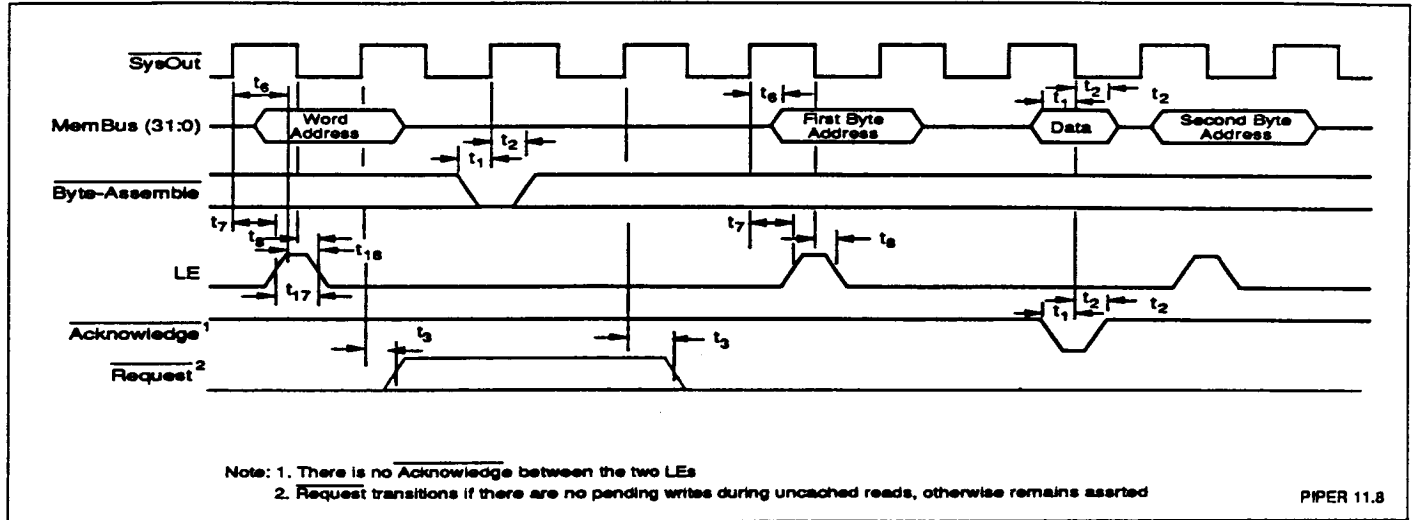 SysOut
t6 t6 t2 t2
t1
MemBus (31:0) Word Address First Byte Address Data Second Byte Address
t1 t2
Byte-Assemble
t7 t7
t8 t18 t8
LE
t17
t2 t2
t1
Acknowledge1
t3 t3
Request2
Note: 1. There is no Acknowledge between the two LEs
2. Request transitions if there are no pending writes during uncached reads, otherwise remains assrted
PIPER 11.8